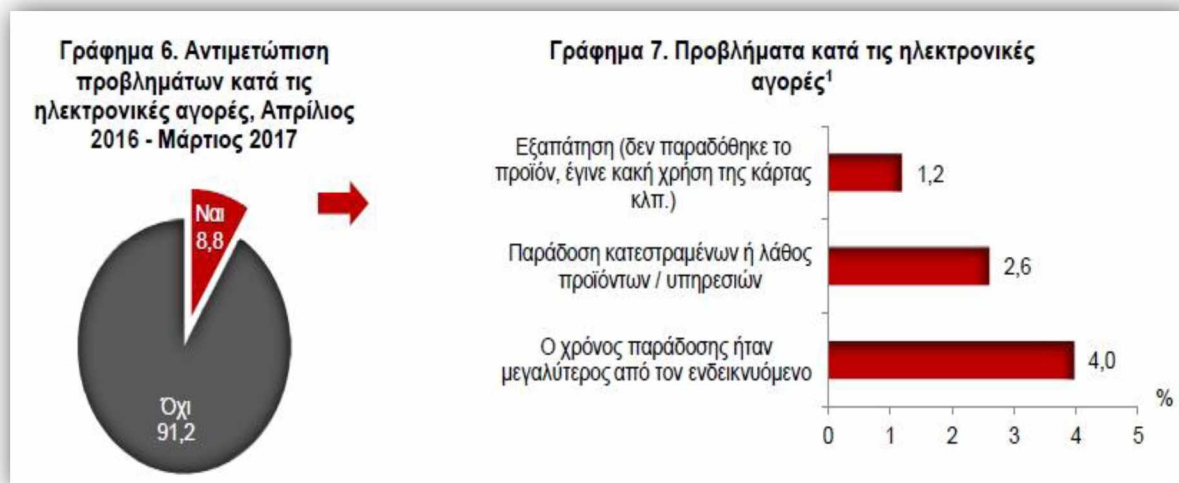 Γράφημα 6. Αντιμετώπιση
προβλημάτων κατά τις
ηλεκτρονικές αγορές, Απρίλιος
2016 - Μάρτιος 2017
Ναι
8,8
Όχι
91,2
Γράφημα 7. Προβλήματα κατά τις ηλεκτρονικές
αγορές¹
Εξαπάτηση (δεν παραδόθηκε το
προϊόν, έγινε κακή χρήση της κάρτας
κλπ.)
1,2
Παράδοση κατεστραμένων ή λάθος
προϊόντων / υπηρεσιών
2,6
Ο χρόνος παράδοσης ήταν
μεγαλύτερος από τον ενδεικνυόμενο
4,0
%
0 1 2 3 4 5